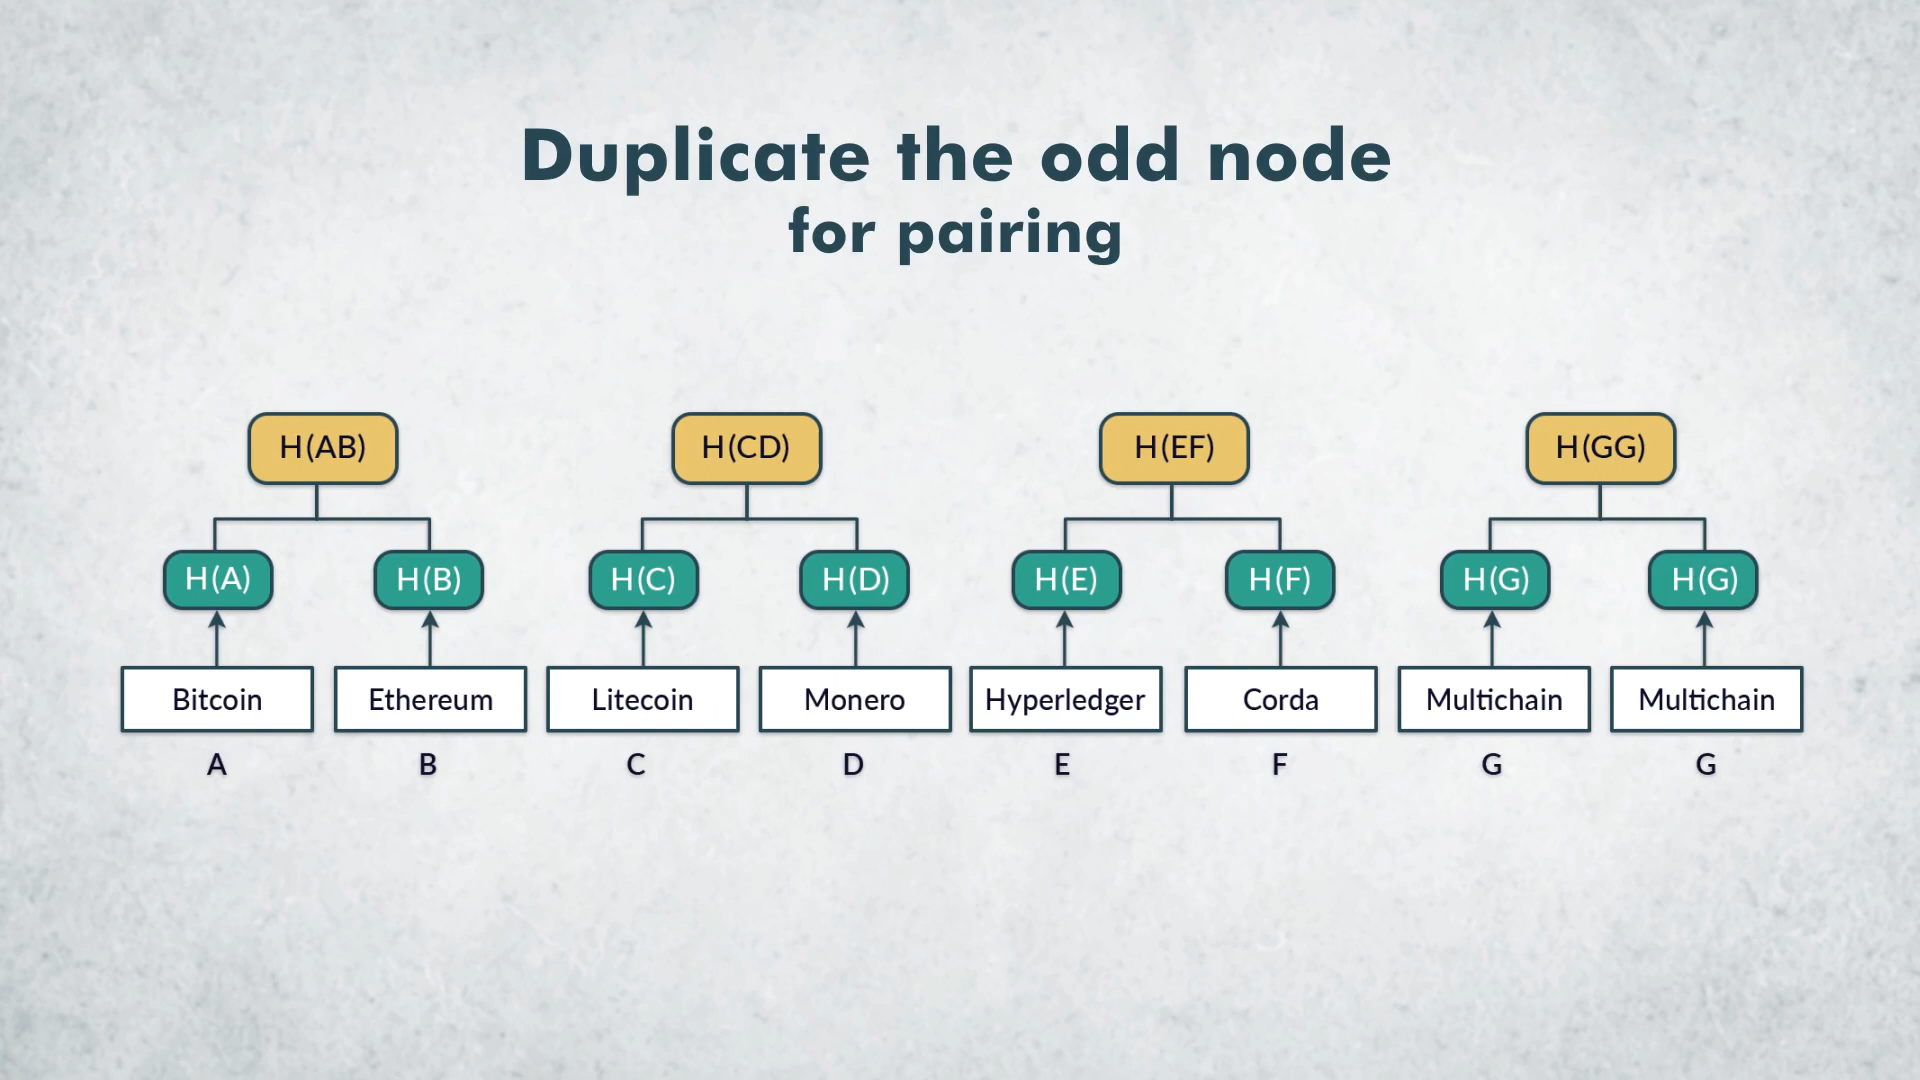 Duplicate the odd node
for pairing
H(AB) H(CD) H(EF) H(GG)
H(A) H(B) H(C) H(D) H(E) H(F) H(G) H(G)
Bitcoin Ethereum Litecoin Monero Hyperledger Corda Multichain Multichain
A B C D E F G G